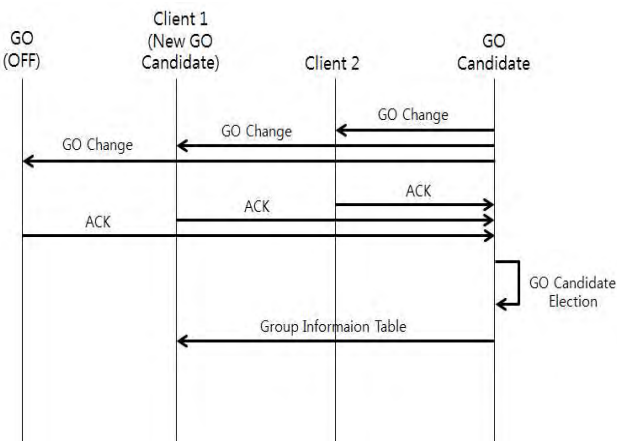 GO
(OFF)
Client 1
(New GO
Candidate)
Client 2
GO
Candidate
GO Change
GO Change
GO Change
ACK
ACK
ACK
GO Candidate
Election
Group Informaion Table